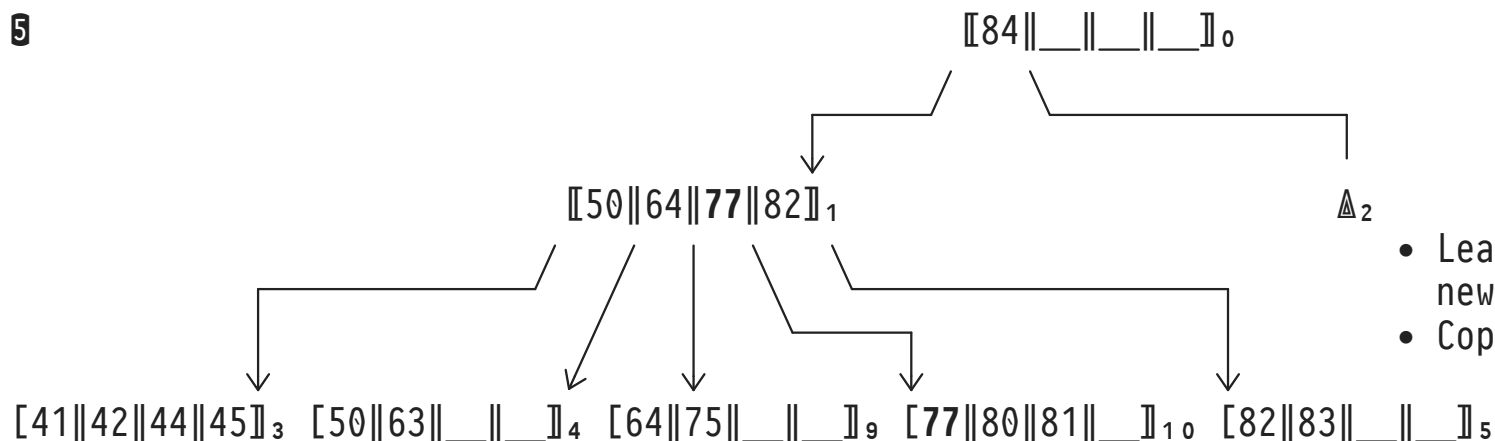 5
⟦84‖__‖__‖__⟧₀
⟦50‖64‖77‖82⟧₁
◬₂
• Lea
new
• Cop
[41‖42‖44‖45⟧₃ [50‖63‖__‖__⟧₄ [64‖75‖__‖__⟧₉ [77‖80‖81‖__⟧₁₀ [82‖83‖__‖__⟧₅